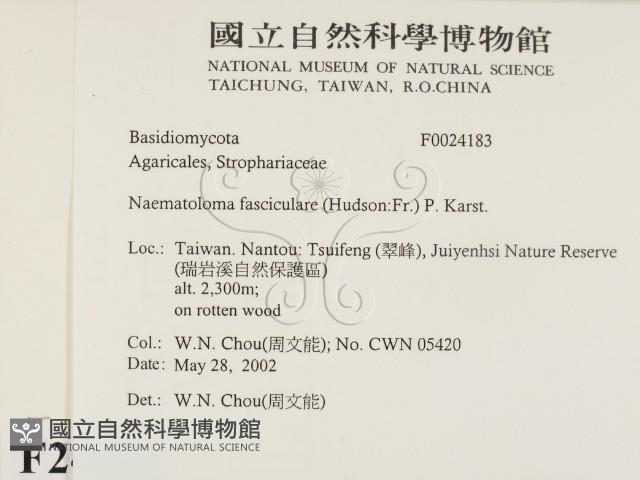 國立自然科學博物館
NATIONAL MUSEUM OF NATURAL SCIENCE
TAICHUNG, TAIWAN, R.O.CHINA
Basidiomycota F0024183
Agaricales, Strophariaceae
Naematoloma fasciculare (Hudson:Fr.) P. Karst.
Loc.: Taiwan. Nantou: Tsuifeng (翠峰), Juiyenhsi Nature Reserve
(瑞岩溪自然保護區)
alt. 2,300m;
on rotten wood
Col.: W.N. Chou(周文能); No. CWN 05420
Date: May 28, 2002
Det.: W.N. Chou(周文能)
國立自然科學博物館
NATIONAL MUSEUM OF NATURAL SCIENCE